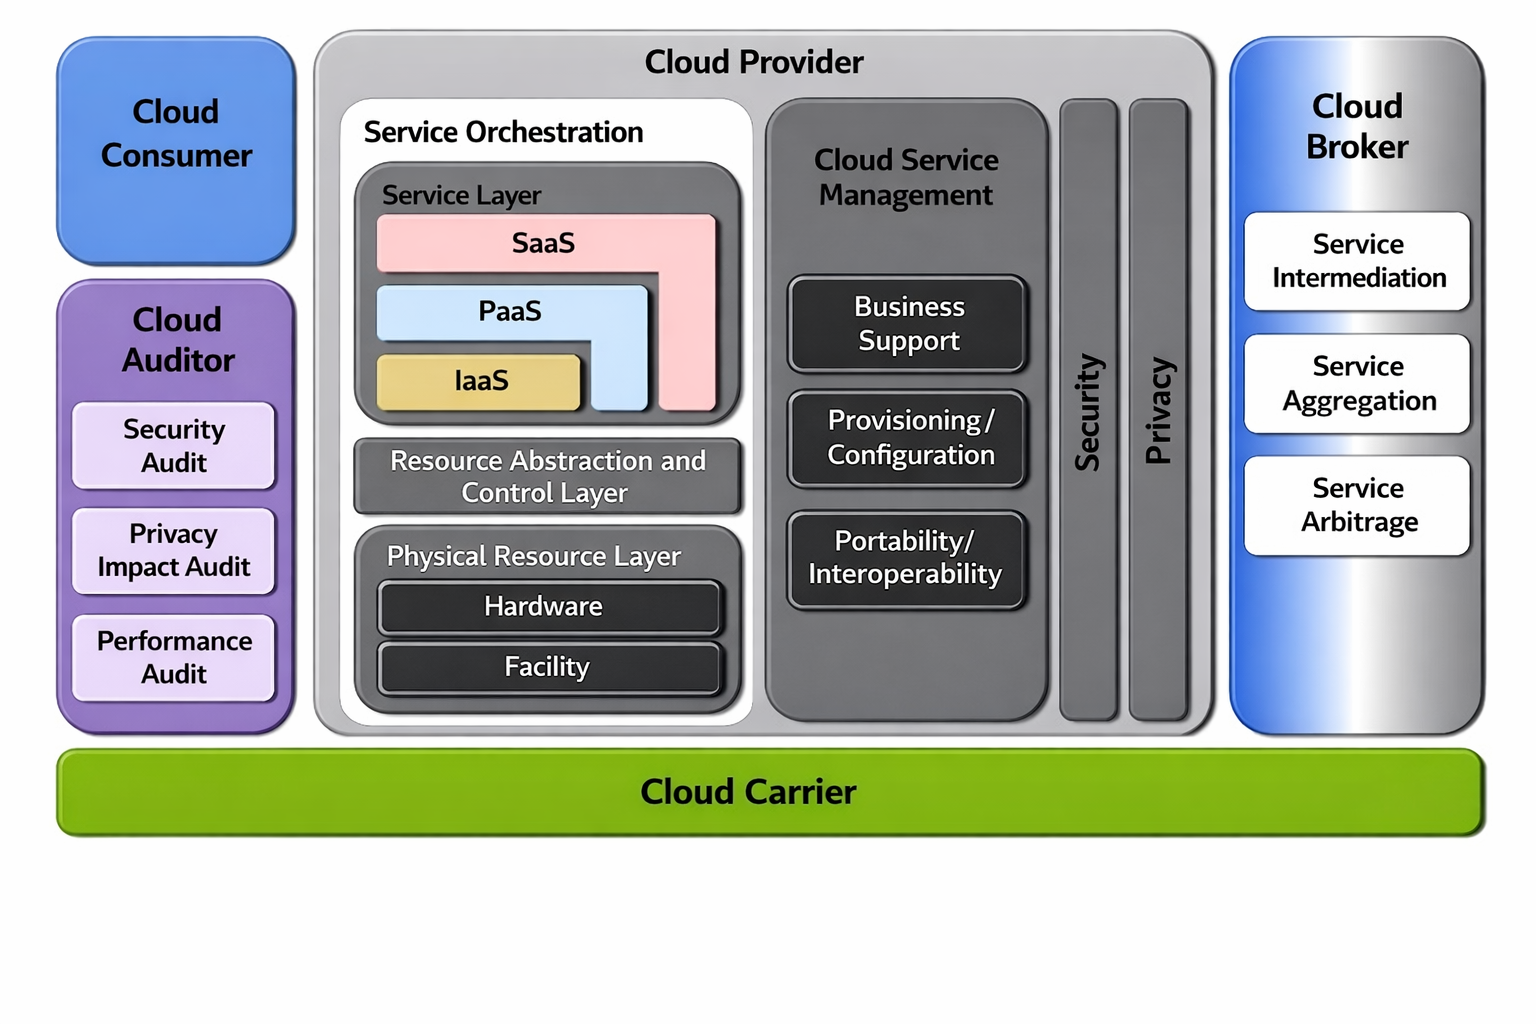 Cloud
Consumer
Cloud
Auditor
Security
Audit
Privacy
Impact Audit
Performance
Audit
Cloud Provider
Service Orchestration
Service Layer
SaaS
PaaS
IaaS
Resource Abstraction and
Control Layer
Physical Resource Layer
Hardware
Facility
Cloud Service
Management
Business
Support
Provisioning/
Configuration
Portability/
Interoperability
Security
Privacy
Cloud
Broker
Service
Intermediation
Service
Aggregation
Service
Arbitrage
Cloud Carrier